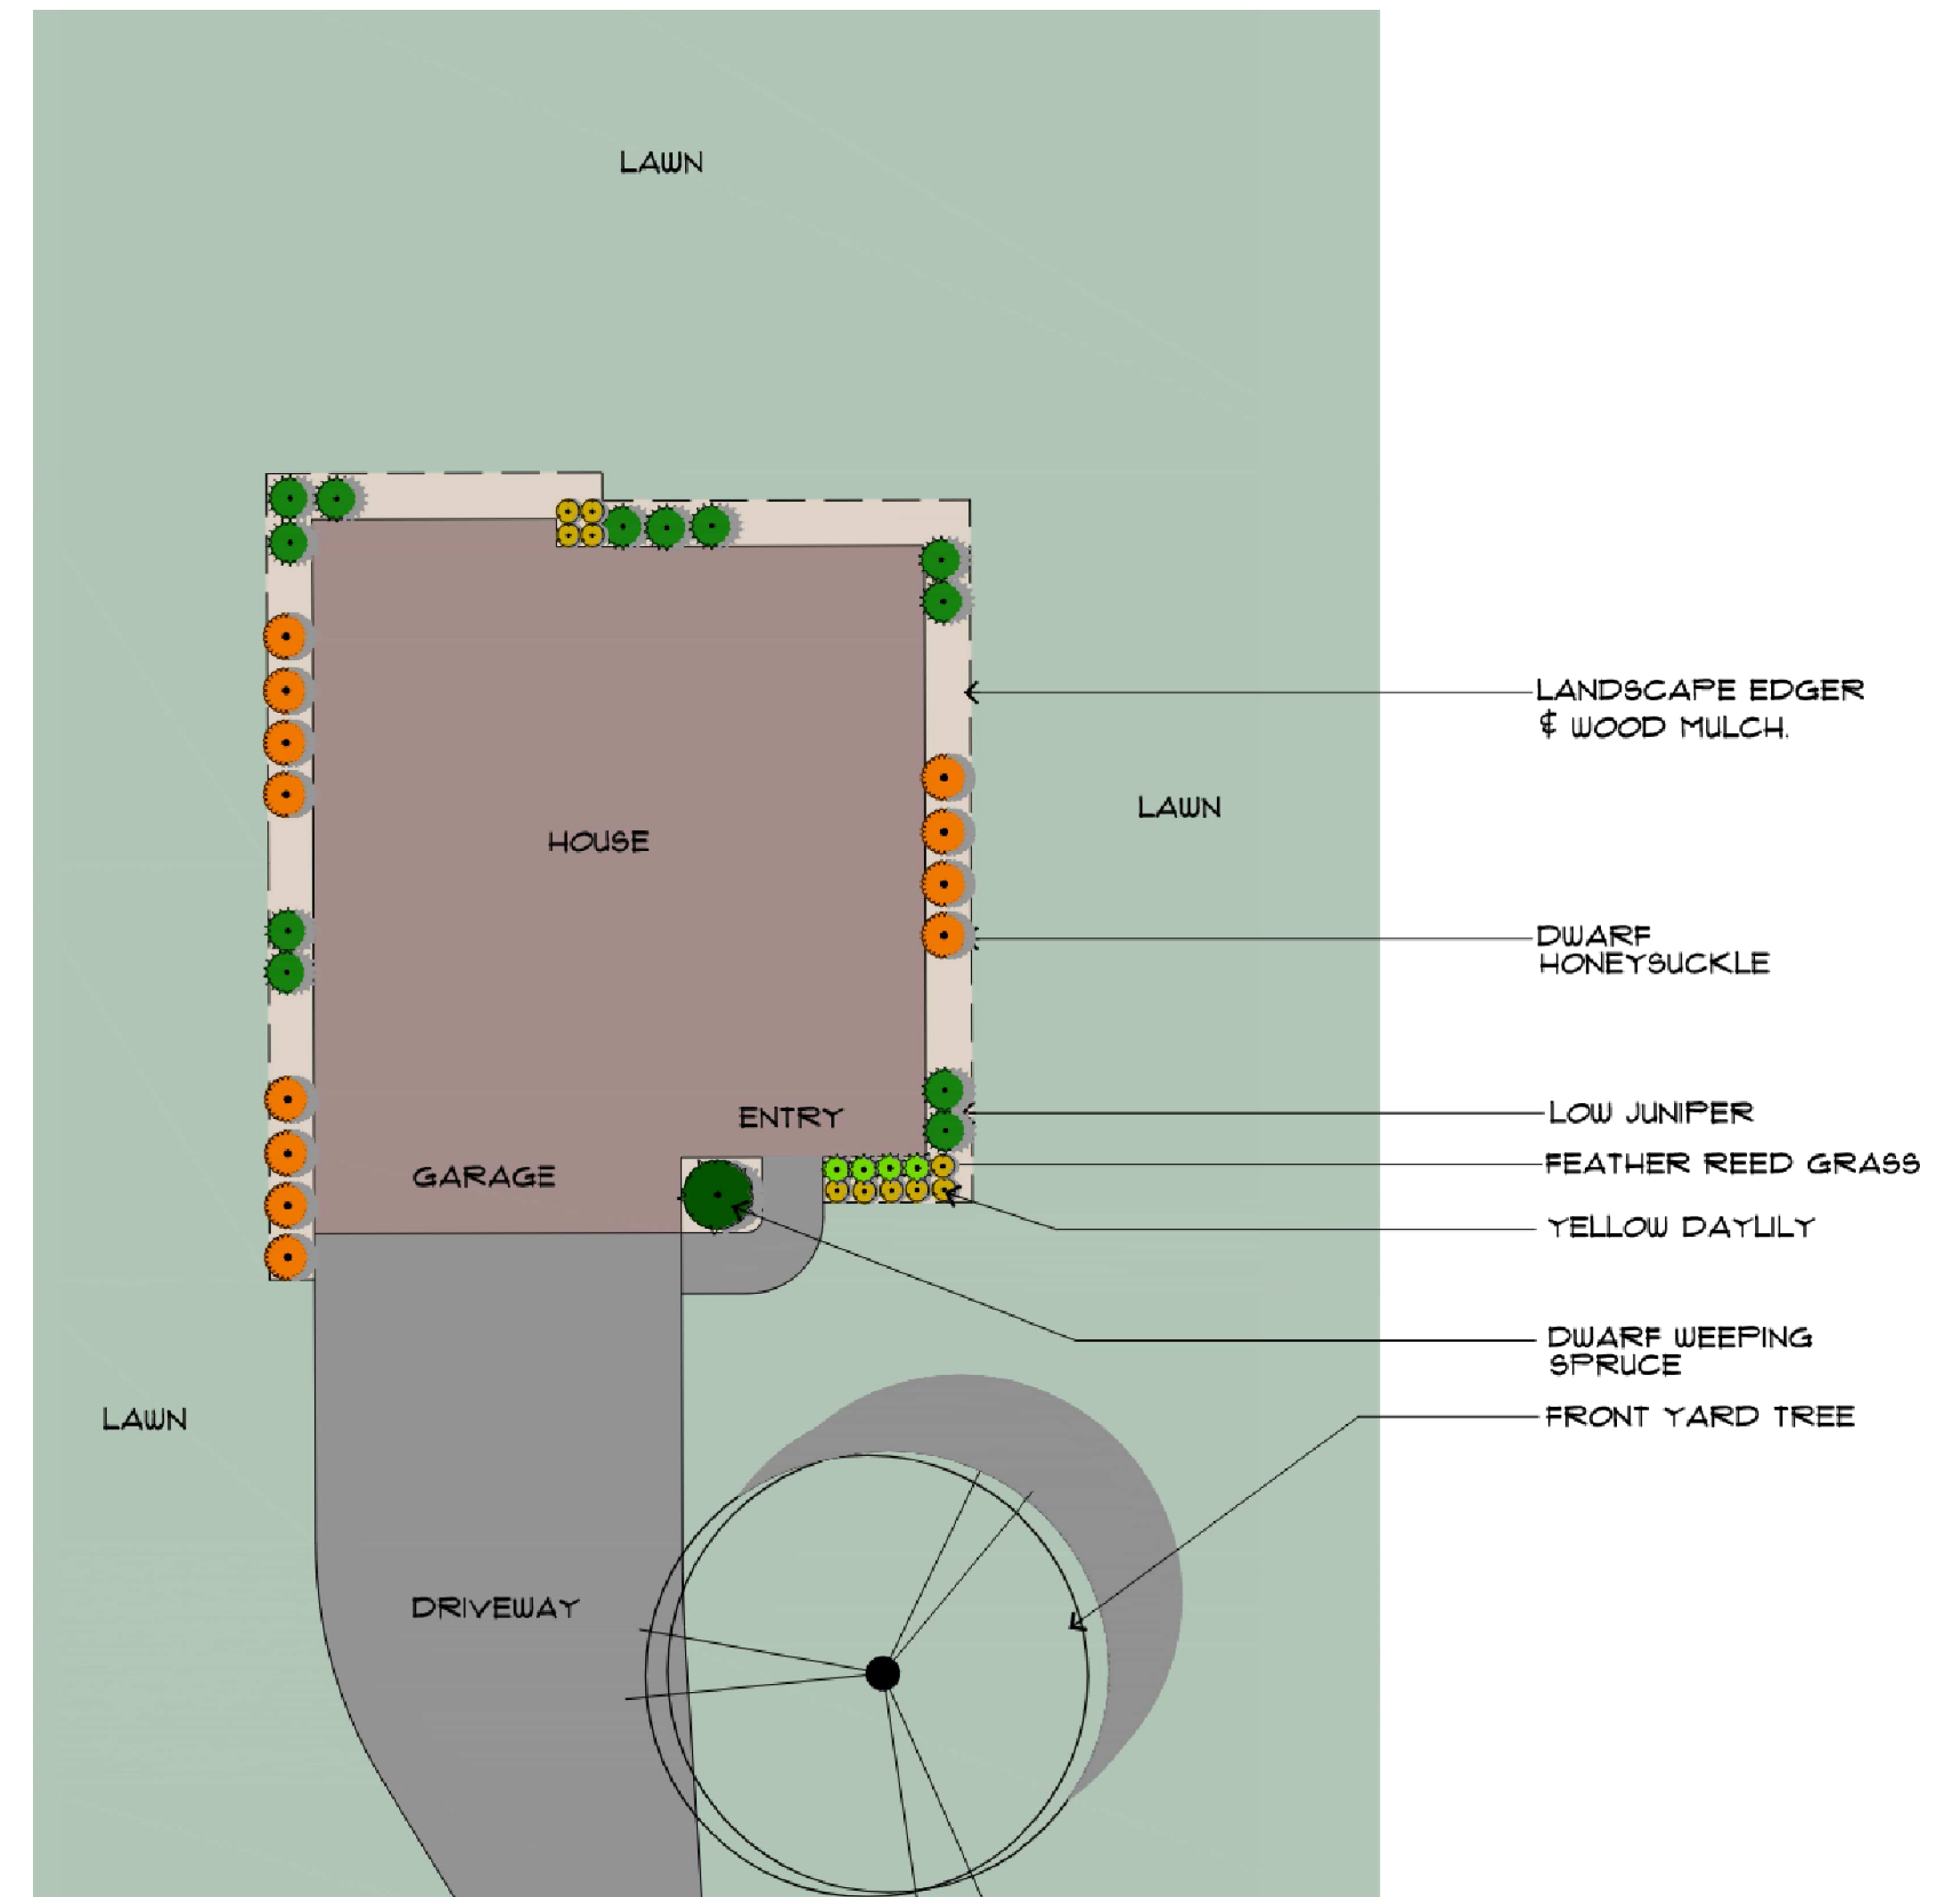 LAWN
LANDSCAPE EDGER
& WOOD MULCH.
LAWN
HOUSE
DWARF
HONEYSUCKLE
ENTRY
LOW JUNIPER
FEATHER REED GRASS
GARAGE
YELLOW DAYLILY
DWARF WEEPING
SPRUCE
LAWN
FRONT YARD TREE
DRIVEWAY